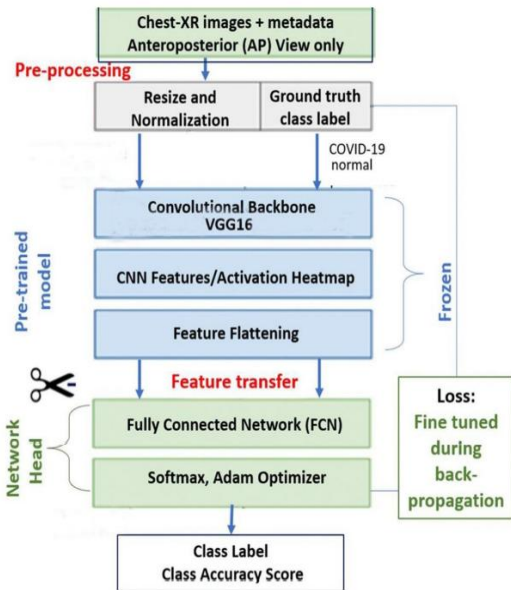 Chest-XR images + metadata
Anteroposterior (AP) View only
Pre-processing
Resize and
Normalization
Ground truth
class label
COVID-19
normal
Convolutional Backbone
VGG16
CNN Features/Activation Heatmap
Feature Flattening
Pre-trained
model
Frozen
Feature transfer
Fully Connected Network (FCN)
Softmax, Adam Optimizer
Network
Head
Loss:
Fine tuned
during
back-
propagation
Class Label
Class Accuracy Score